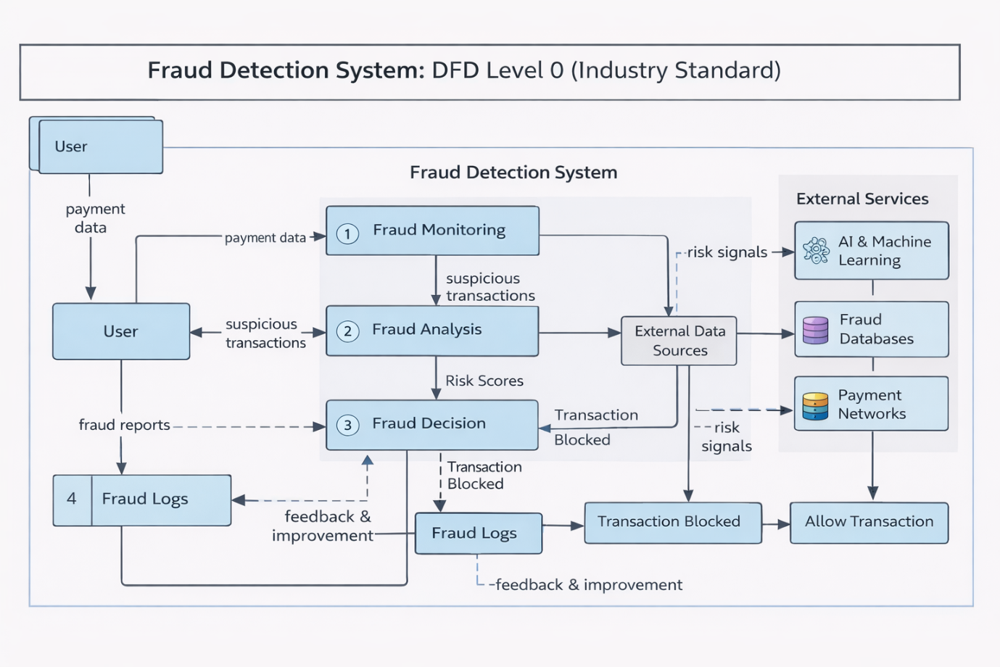 Fraud Detection System: DFD Level 0 (Industry Standard)
User
Fraud Detection System
External Services
payment
data
payment data
1
Fraud Monitoring
risk signals
AI & Machine
Learning
suspicious
transactions
User
suspicious
transactions
2
Fraud Analysis
External Data
Sources
Fraud
Databases
Risk Scores
fraud reports
3
Fraud Decision
Transaction
Blocked
Payment
Networks
risk
signals
Transaction
Blocked
4
Fraud Logs
feedback &
improvement
Fraud Logs
Transaction Blocked
Allow Transaction
feedback & improvement